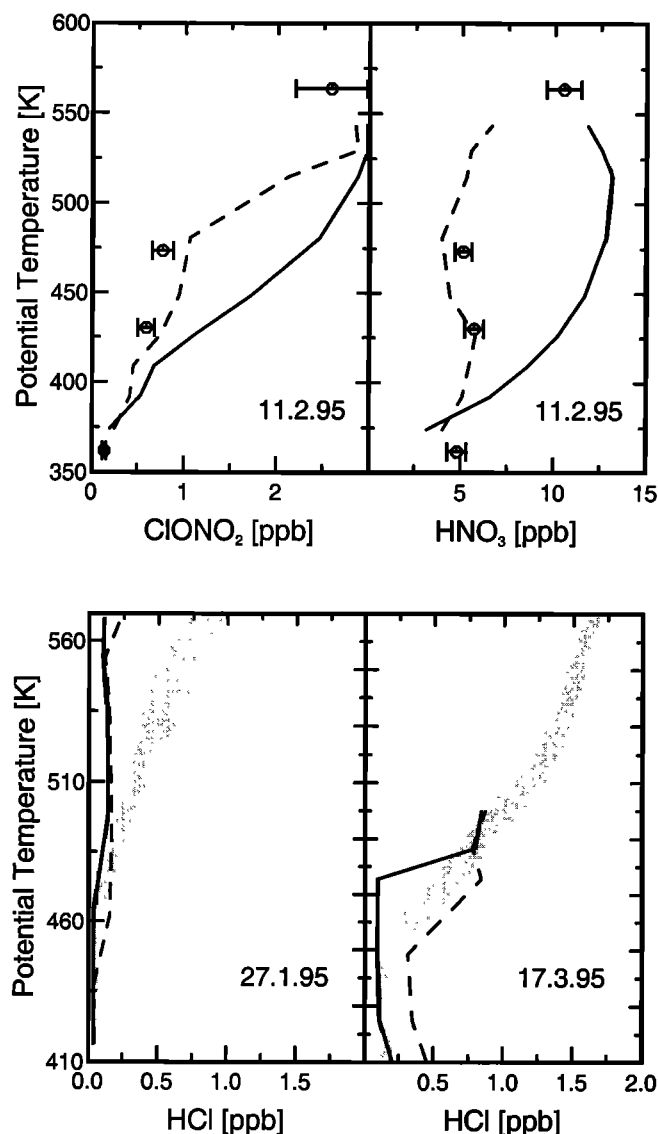 600
550
500
450
400
350
Potential Temperature [K]
11.2.95
11.2.95
0 1 2
5 10 15
ClONO₂ [ppb]
HNO₃ [ppb]
560
510
460
410
Potential Temperature [K]
27.1.95
17.3.95
0.0 0.5 1.0 1.5
0.5 1.0 1.5 2.0
HCl [ppb]
HCl [ppb]